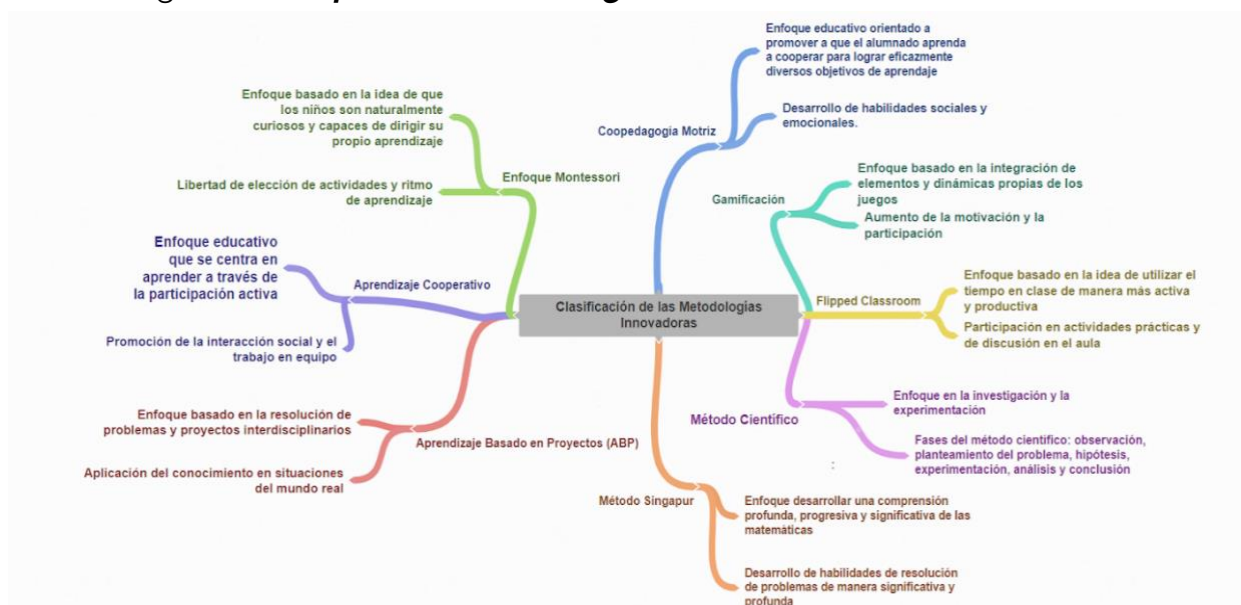 Enfoque educativo orientado a
promover a que el alumnado aprenda
a cooperar para lograr eficazmente
diversos objetivos de aprendaje
Desarrollo de habilidades sociales y
emocionales.
Coopedagogía Motriz
Enfoque basado en la idea de que
los niños son naturalmente
curiosos y capaces de dirigir su
propio aprendizaje
Libertad de elección de actividades y ritmo
de aprendizaje
Enfoque Montessori
Enfoque basado en la integración de
elementos y dinámicas propias de los
juegos
Aumento de la motivación y la
participación
Gamificación
Enfoque educativo
que se centra en
aprender a través de
la participación activa
Promoción de la interacción social y el
trabajo en equipo
Aprendizaje Cooperativo
Clasificación de las Metodologías
Innovadoras
Flipped Classroom
Enfoque basado en la idea de utilizar el
tiempo en clase de manera más activa
y productiva
Participación en actividades prácticas y
de discusión en el aula
Enfoque basado en la resolución de
problemas y proyectos interdisciplinarios
Aplicación del conocimiento en situaciones
del mundo real
Aprendizaje Basado en Proyectos (ABP)
Método Científico
Enfoque en la investigación y la
experimentación
Fases del método científico: observación,
planteamiento del problema, hipótesis,
experimentación, análisis y conclusión
:
Método Singapur
Enfoque desarrollar una comprensión
profunda, progresiva y significativa de las
matemáticas
Desarrollo de habilidades de resolución
de problemas de manera significativa y
profunda